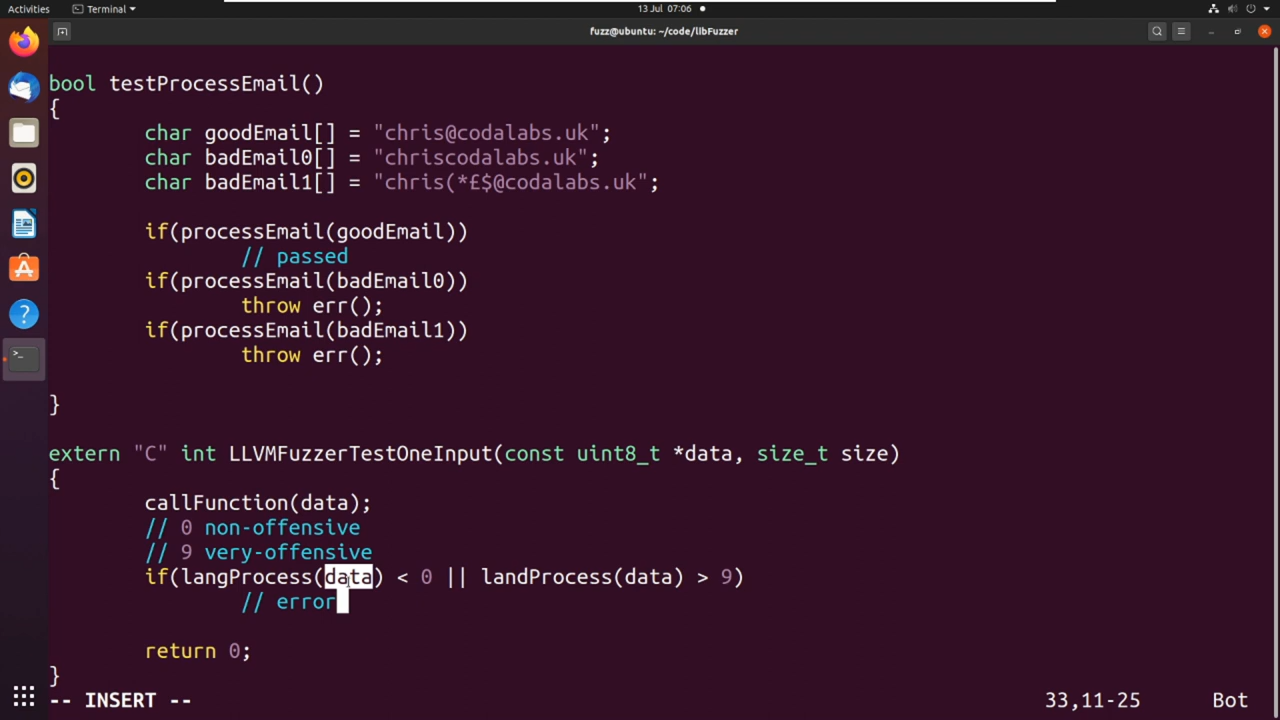 Activities
Terminal
13 Jul 07:06
fuzz@ubuntu: ~/code/libFuzzer
bool testProcessEmail()
{
char goodEmail[] = "chris@codalabs.uk";
char badEmail0[] = "chriscodalabs.uk";
char badEmail1[] = "chris(*£$@codalabs.uk";
if(processEmail(goodEmail))
// passed
if(processEmail(badEmail0))
throw err();
if(processEmail(badEmail1))
throw err();
}
extern "C" int LLVMFuzzerTestOneInput(const uint8_t *data, size_t size)
{
callFunction(data);
// 0 non-offensive
// 9 very-offensive
if(langProcess(data) < 0 || landProcess(data) > 9)
// error
return 0;
}
-- INSERT --
33,11-25
Bot